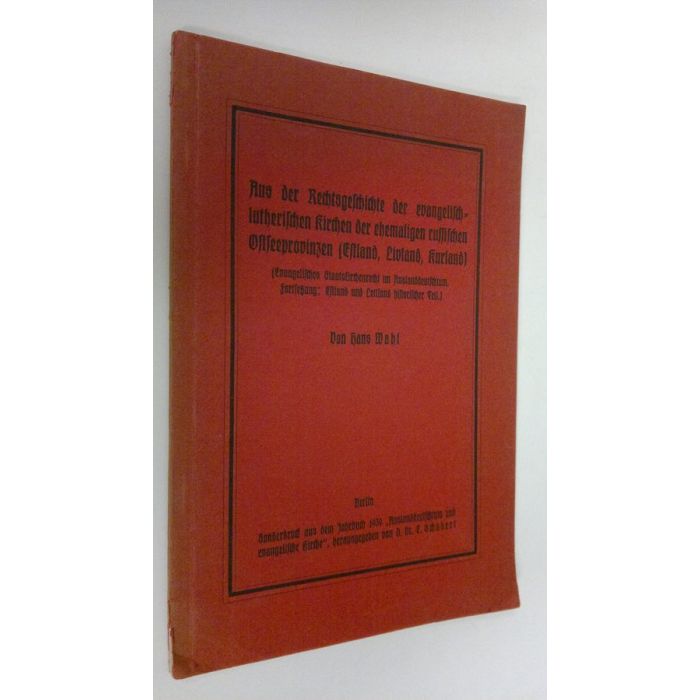 Aus der Rechtsgeschichte der evangelisch-
lutherischen Kirchen der ehemaligen russischen
Ostseeprovinzen (Estland, Livland, Kurland)
(Evangelisches Staatskirchenrecht im Auslanddeutschtum.
Fortsetzung: Estland und Lettland historischer Teil.)
Von Hans Wahl
Berlin
Sonderdruck aus dem Jahrbuch 1939 „Auslanddeutschtum und
evangelische Kirche“, herausgegeben von D. Dr. E. Schubert